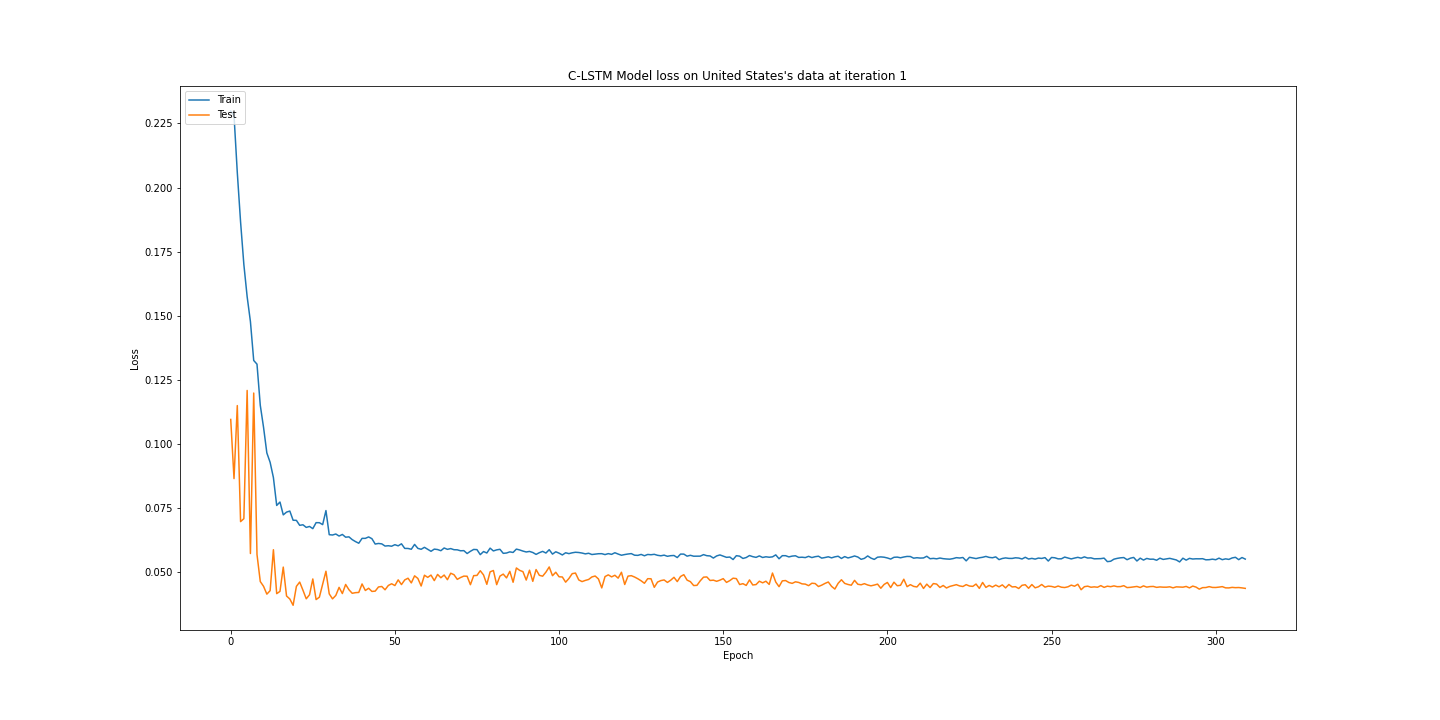 C-LSTM Model loss on United States's data at iteration 1
Train
Test
0.225
0.200
0.175
0.150
0.125
0.100
0.075
0.050
Loss
0 50 100 150 200 250 300
Epoch